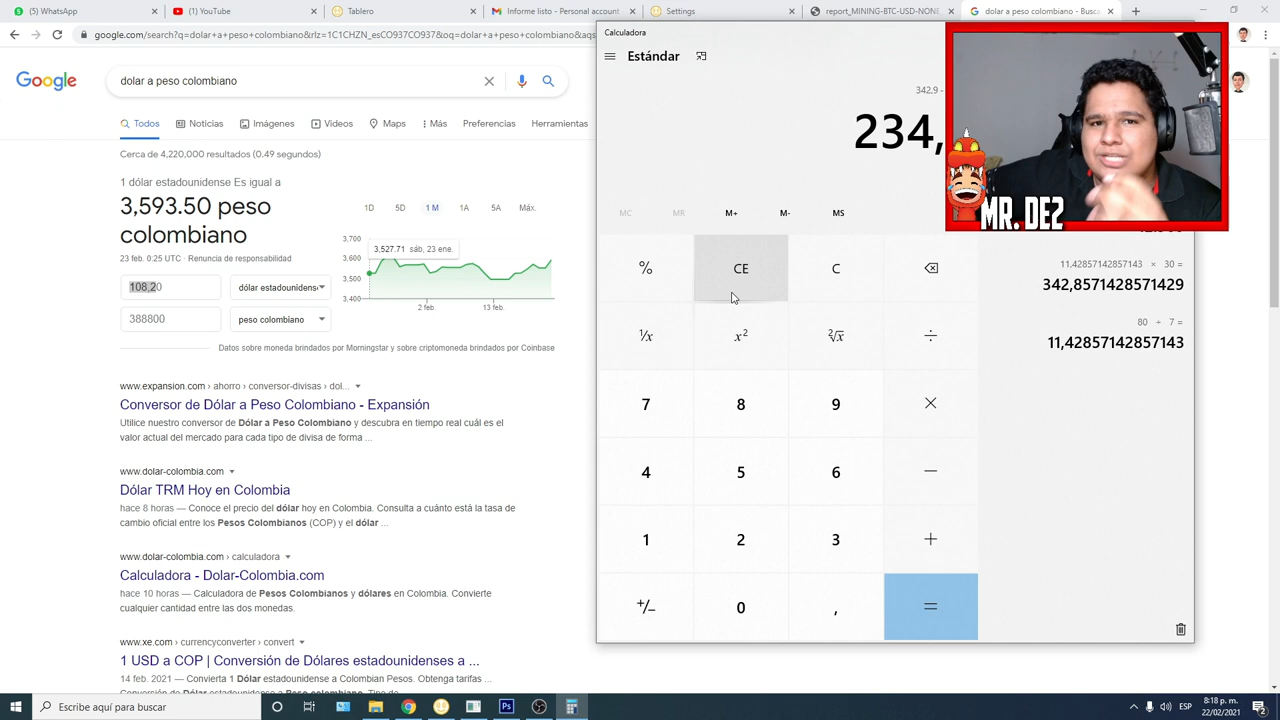 (5) WhatsApp
(1) YouTube
Tablero
Informe listo - Personal accoun
Settings
report_MINING-BTC-USD-NONE
dolar a peso colombiano - Busc
google.com/search?q=dolar+a+peso+colombiano&rlz=1C1CHZN_esCO937CO937&oq=dolar+a+peso+colombiano&aqs
Google
dolar a peso colombiano
Todos
Noticias
Imágenes
Videos
Maps
Más
Preferencias
Herramientas
Cerca de 4,220,000 resultados (0.49 segundos)
1 dólar estadounidense Es igual a
3,593.50 peso
colombiano
23 feb. 0:25 UTC · Renuncia de responsabilidad
108,20
dólar estadounidens
388800
peso colombiano
1D 5D 1 M 1A 5A Máx
3,527.71 sáb, 23 ene.
3,700
3,600
3,500
3,400
2 feb. 13 feb.
Datos sobre moneda brindados por Morningstar y sobre criptomoneda brindados por Coinbase
www.expansion.com › ahorro › conversor-divisas › dol...
Conversor de Dólar a Peso Colombiano - Expansión
Utilice nuestro conversor de Dólar a Peso Colombiano y descubra en tiempo real cuál es el
valor actual del mercado para cada tipo de divisa de forma ...
www.dolar-colombia.com
Dólar TRM Hoy en Colombia
hace 8 horas — Conoce el precio del dólar hoy en Colombia. Consulta a cuánto está la tasa de
cambio oficial entre los Pesos Colombianos (COP) y el dólar ...
www.dolar-colombia.com › calculadora
Calculadora - Dolar-Colombia.com
hace 10 horas — Calculadora de Pesos Colombianos y dólares en Colombia. Convierte
cualquier cantidad entre las dos monedas.
www.xe.com › currencyconverter › convert
1 USD a COP | Conversión de Dólares estadounidenses a ...
14 feb. 2021 — Convierta 1 Dólar estadounidense a Colombian Pesos. Obtenga tarifas ...
Calculadora
Estándar
342,9 -
234,
MC MR M+ M- MS
% CE C
¹/x x² ²√x ÷
7 8 9 ×
4 5 6 −
1 2 3 +
+/− 0 , =
11,42857142857143 × 30 =
342,8571428571429
80 ÷ 7 =
11,42857142857143
MR. DE2
Escribe aquí para buscar
Ps
ESP
8:18 p. m.
22/02/2021
2